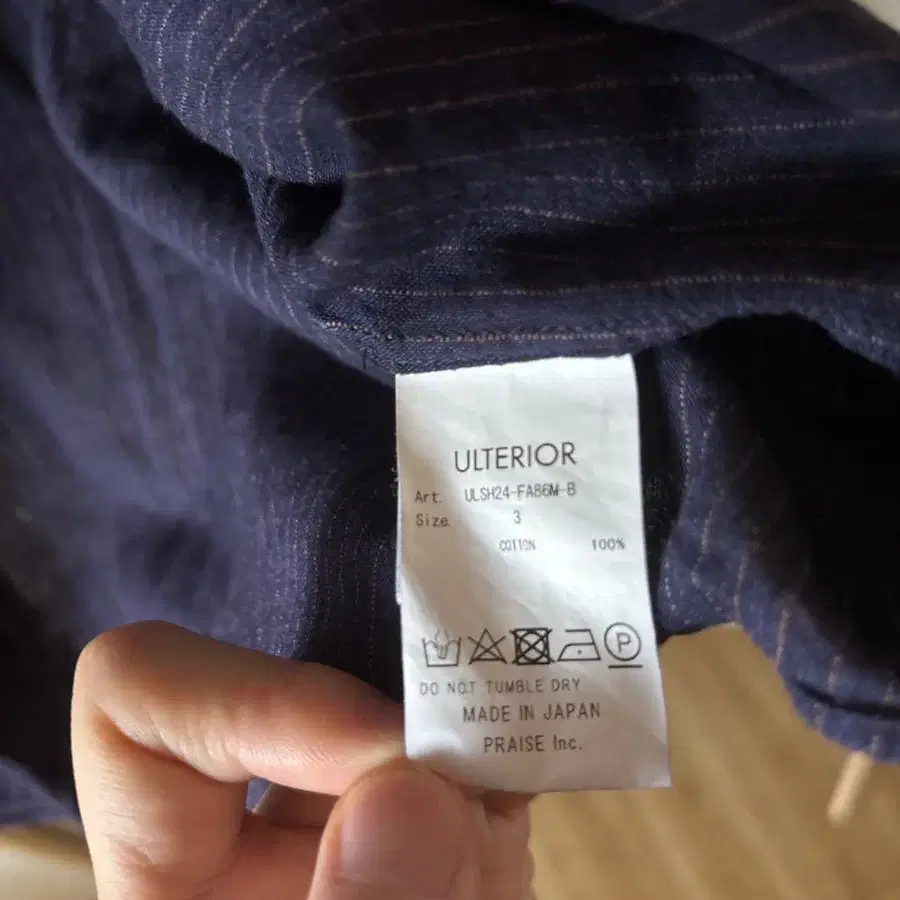 ULTERIOR
Art. ULSH24-FA86M-B
Size. 3
COTTON 100%
P
DO NOT TUMBLE DRY
MADE IN JAPAN
PRAISE Inc.